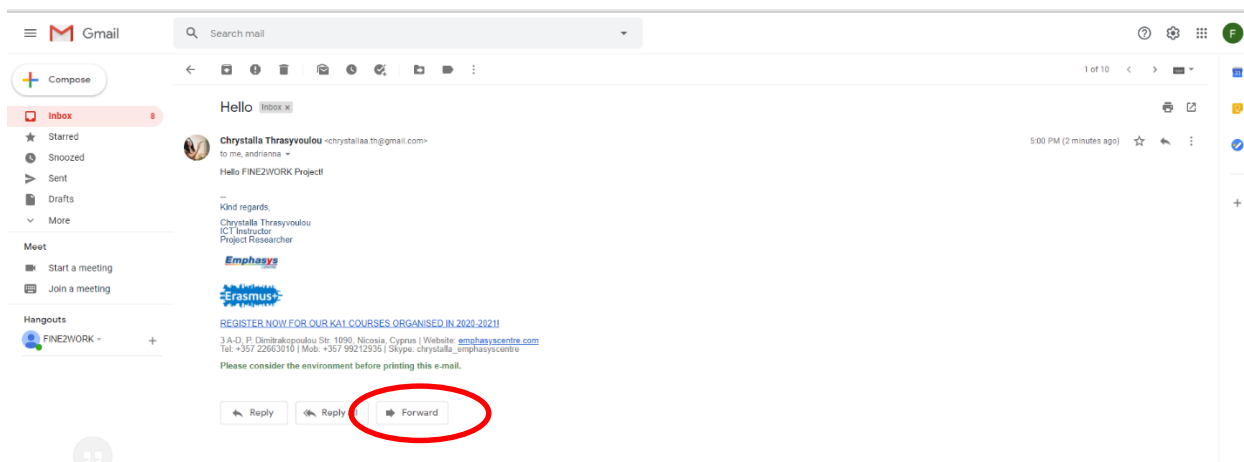 Gmail
Search mail
F
Compose
1 of 10
31
Hello Inbox x
Inbox 8
Starred
Snoozed
Sent
Drafts
More
Chrystalla Thrasyvoulou <chrystallaa.th@gmail.com>
5:00 PM (2 minutes ago)
to me, andrianna
Hello FINE2WORK Project!
--
Kind regards,
Chrystalla Thrasyvoulou
ICT Instructor
Project Researcher
Meet
Start a meeting
Join a meeting
Emphasys
Erasmus+
Hangouts
FINE2WORK
REGISTER NOW FOR OUR KA1 COURSES ORGANISED IN 2020-2021!
3 A-D, P. Dimitrakopoulou Str. 1090, Nicosia, Cyprus | Website: emphasyscentre.com
Tel: +357 22663010 | Mob: +357 99212935 | Skype: chrystalla_emphasyscentre
Please consider the environment before printing this e-mail.
Reply
Reply
Forward